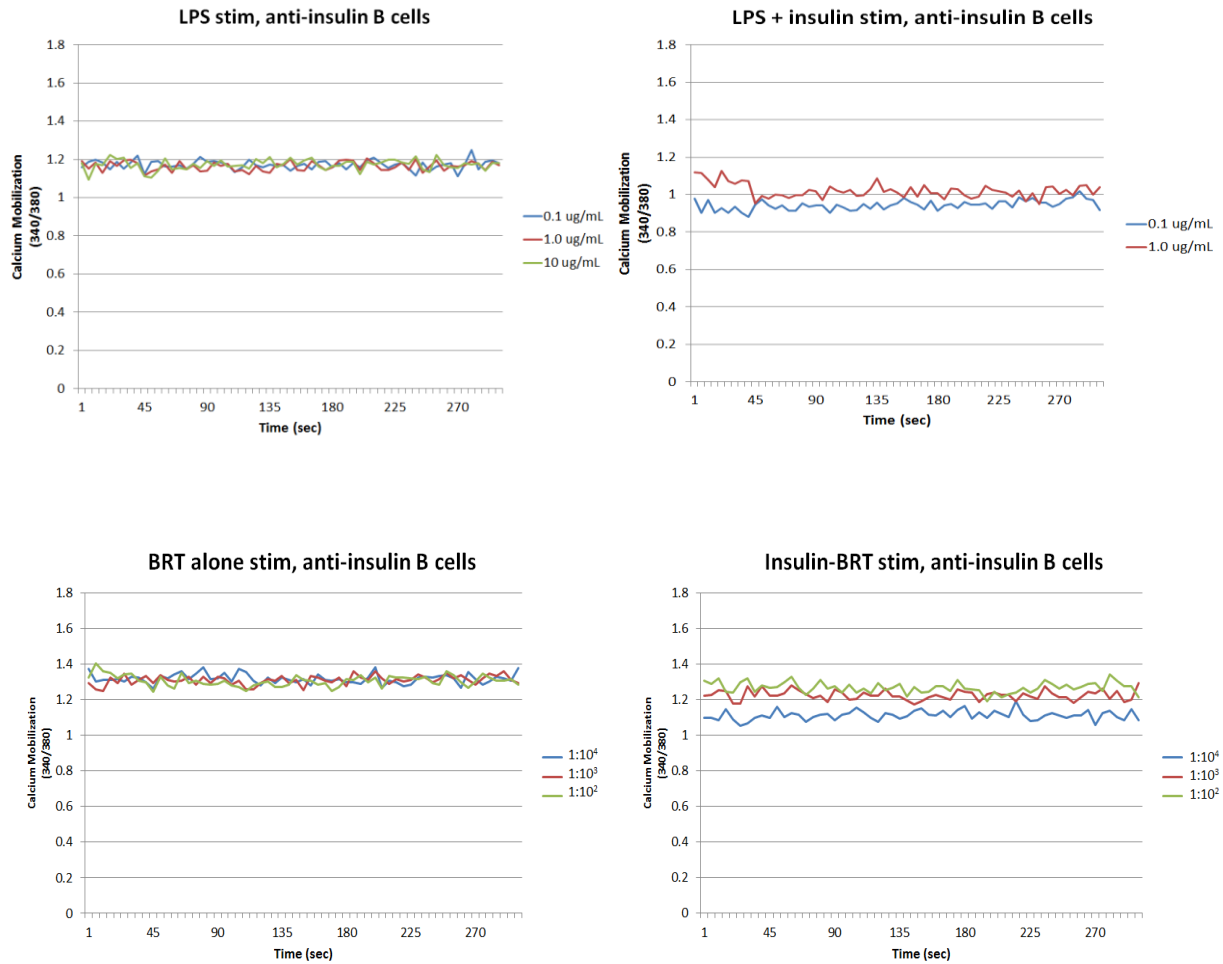 LPS stim, anti-insulin B cells
1.8
1.6
1.4
1.2
1
0.8
0.6
0.4
0.2
0
Calcium Mobilization
(340/380)
1 45 90 135 180 225 270
Time (sec)
0.1 ug/mL
1.0 ug/mL
10 ug/mL
LPS + insulin stim, anti-insulin B cells
1.8
1.6
1.4
1.2
1
0.8
0.6
0.4
0.2
0
Calcium Mobilization
(340/380)
1 45 90 135 180 225 270
Time (sec)
0.1 ug/mL
1.0 ug/mL
BRT alone stim, anti-insulin B cells
1.8
1.6
1.4
1.2
1
0.8
0.6
0.4
0.2
0
Calcium Mobilization
(340/380)
1 45 90 135 180 225 270
Time (sec)
1:10⁴
1:10³
1:10²
Insulin-BRT stim, anti-insulin B cells
1.8
1.6
1.4
1.2
1
0.8
0.6
0.4
0.2
0
Calcium Mobilization
(340/380)
1 45 90 135 180 225 270
Time (sec)
1:10⁴
1:10³
1:10²